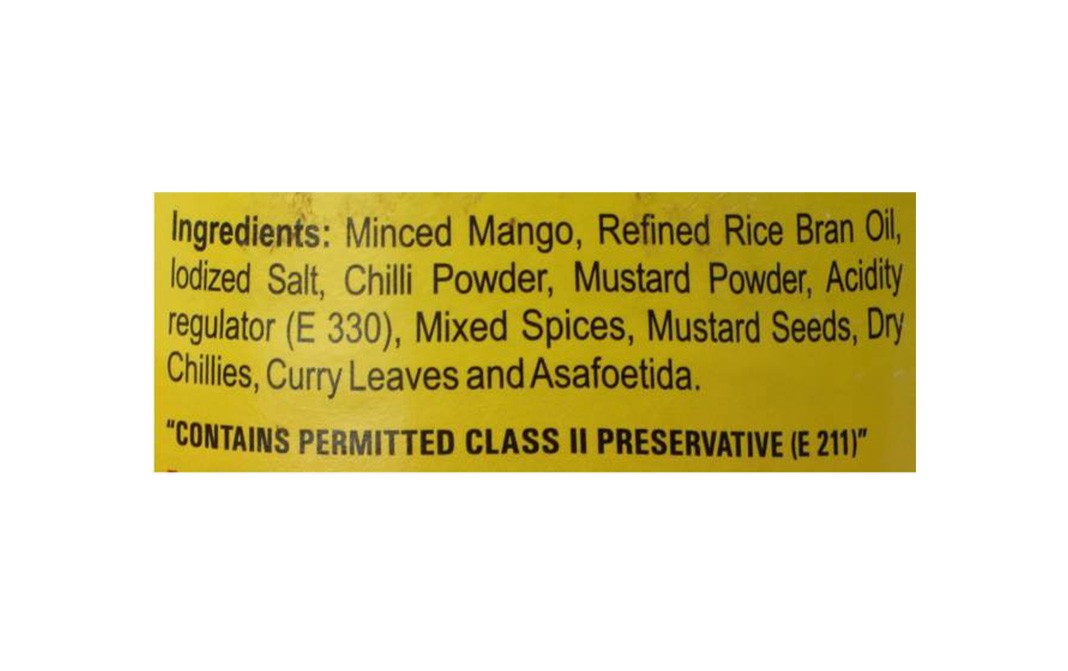 Ingredients: Minced Mango, Refined Rice Bran Oil,
Iodized Salt, Chilli Powder, Mustard Powder, Acidity
regulator (E 330), Mixed Spices, Mustard Seeds, Dry
Chillies, Curry Leaves and Asafoetida.
"CONTAINS PERMITTED CLASS II PRESERVATIVE (E 211)"